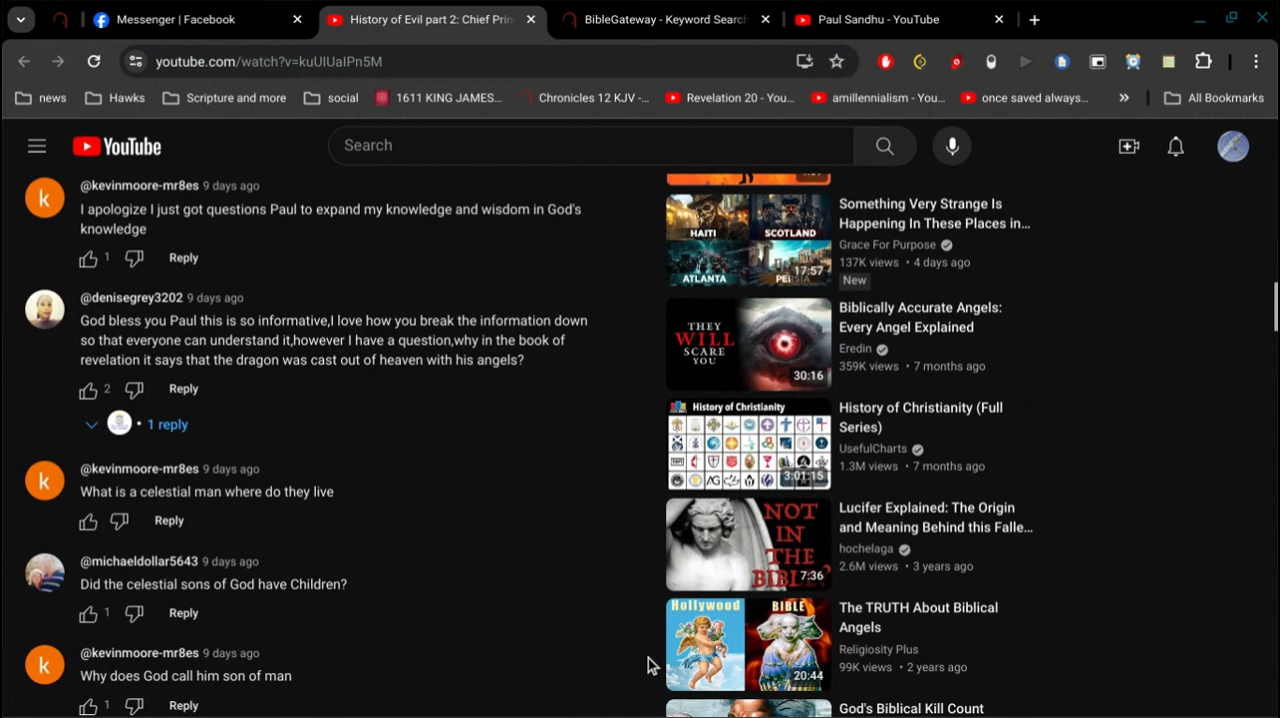 Messenger | Facebook
History of Evil part 2: Chief Prin
BibleGateway - Keyword Search
Paul Sandhu - YouTube
youtube.com/watch?v=kuUlUalPn5M
news
Hawks
Scripture and more
social
1611 KING JAMES...
Chronicles 12 KJV -...
Revelation 20 - You...
amillennialism - You...
once saved always...
All Bookmarks
YouTube
Search
@kevinmoore-mr8es 9 days ago
I apologize I just got questions Paul to expand my knowledge and wisdom in God's
knowledge
1 Reply
@denisegrey3202 9 days ago
God bless you Paul this is so informative,I love how you break the information down
so that everyone can understand it,however I have a question,why in the book of
revelation it says that the dragon was cast out of heaven with his angels?
2 Reply
1 reply
@kevinmoore-mr8es 9 days ago
What is a celestial man where do they live
Reply
@michaeldollar5643 9 days ago
Did the celestial sons of God have Children?
1 Reply
@kevinmoore-mr8es 9 days ago
Why does God call him son of man
1 Reply
HAITI
SCOTLAND
ATLANTA
17:57
Something Very Strange Is
Happening In These Places in...
Grace For Purpose
137K views • 4 days ago
New
THEY
WILL
SCARE
YOU
30:16
Biblically Accurate Angels:
Every Angel Explained
Eredin
359K views • 7 months ago
History of Christianity
3:01:15
History of Christianity (Full
Series)
UsefulCharts
1.3M views • 7 months ago
NOT
IN
THE
BIBLE?
7:36
Lucifer Explained: The Origin
and Meaning Behind this Falle...
hochelaga
2.6M views • 3 years ago
Hollywood
BIBLE
20:44
The TRUTH About Biblical
Angels
Religiosity Plus
99K views • 2 years ago
God's Biblical Kill Count